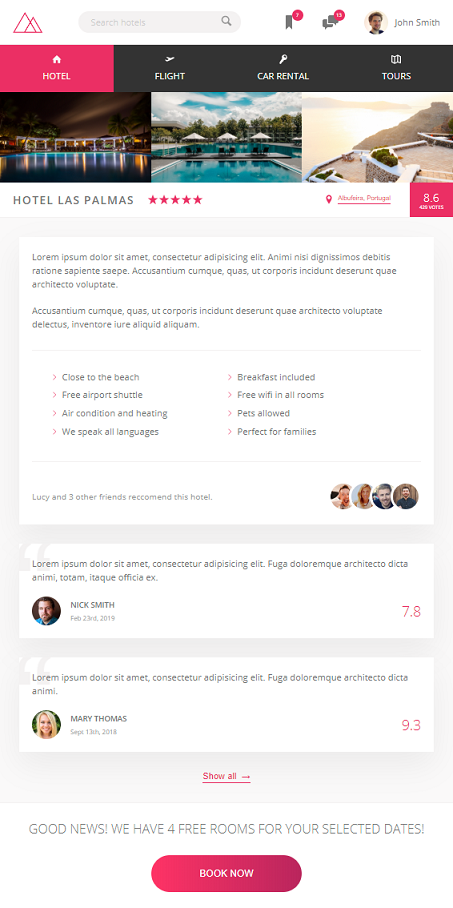 Search hotels
7
13
John Smith
HOTEL
FLIGHT
CAR RENTAL
TOURS
HOTEL LAS PALMAS
Albufeira, Portugal
8.6
429 VOTES
Lorem ipsum dolor sit amet, consectetur adipisicing elit. Animi nisi dignissimos debitis
ratione sapiente saepe. Accusantium cumque, quas, ut corporis incidunt deserunt quae
architecto voluptate.
Accusantium cumque, quas, ut corporis incidunt deserunt quae architecto voluptate
delectus, inventore iure aliquid aliquam.
Close to the beach
Breakfast included
Free airport shuttle
Free wifi in all rooms
Air condition and heating
Pets allowed
We speak all languages
Perfect for families
Lucy and 3 other friends reccomend this hotel.
Lorem ipsum dolor sit amet, consectetur adipisicing elit. Fuga doloremque architecto dicta
animi, totam, itaque officia ex.
NICK SMITH
Feb 23rd, 2019
7.8
Lorem ipsum dolor sit amet, consectetur adipisicing elit. Fuga doloremque architecto dicta
animi.
MARY THOMAS
Sept 13th, 2018
9.3
Show all →
GOOD NEWS! WE HAVE 4 FREE ROOMS FOR YOUR SELECTED DATES!
BOOK NOW